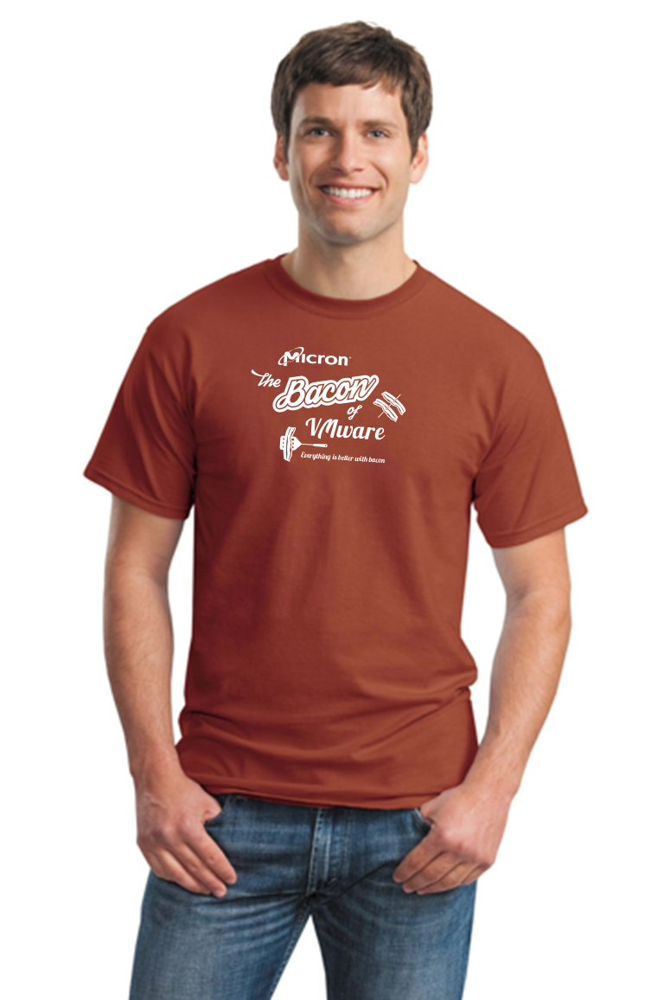 Micron
The Bacon
of
VMware
Everything is better with bacon